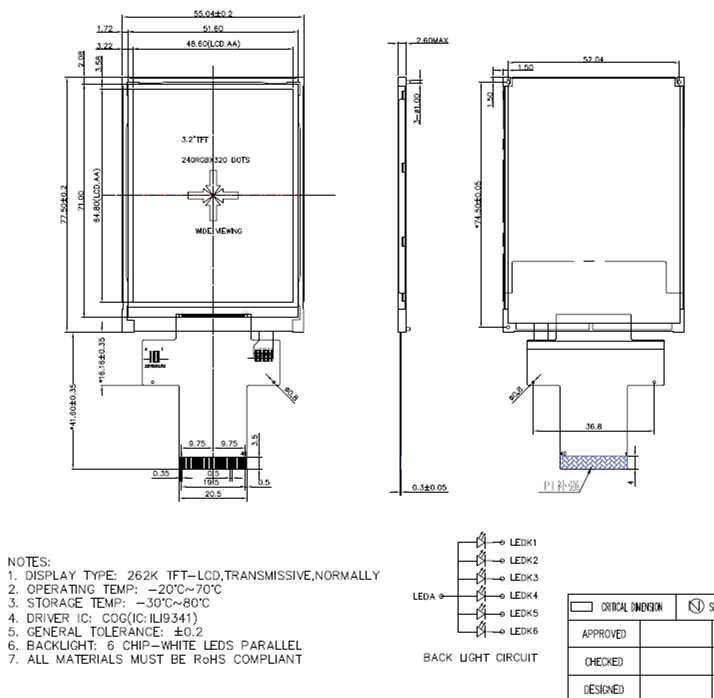 55.04±0.2
1.72
51.60
3.22
48.60(LCD.AA)
2.08
3.58
3.2"TFT
240RGBX320 DOTS
WIDE VIEWING
77.50±0.2
71.00
64.80(LCD.AA)
*16.16±0.35
*41.60±0.35
Ø0.8
9.75
9.75
3.5
0.35
0.5
19.5
0.5
20.5
2.60MAX
3-Ø1.00
0.3±0.05
52.04
1.50
1.50
*74.50±0.05
Ø0.8
36.8
4
PI补强
NOTES:
1. DISPLAY TYPE: 262K TFT-LCD,TRANSMISSIVE,NORMALLY
2. OPERATING TEMP: -20℃~70℃
3. STORAGE TEMP: -30℃~80℃
4. DRIVER IC: COG(IC:ILI9341)
5. GENERAL TOLERANCE: ±0.2
6. BACKLIGHT: 6 CHIP-WHITE LEDS PARALLEL
7. ALL MATERIALS MUST BE RoHS COMPLIANT
LEDK1
LEDK2
LEDK3
LEDA
LEDK4
LEDK5
LEDK6
BACK LIGHT CIRCUIT
CRITICAL DIMENSION
N
S
APPROVED
CHECKED
DESIGNED